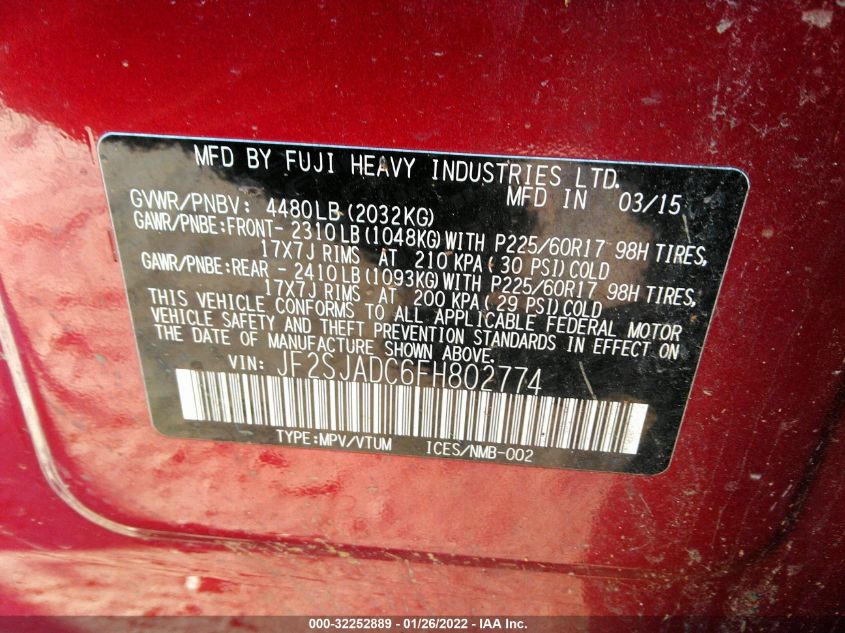 MFD BY FUJI HEAVY INDUSTRIES LTD.
MFD IN 03/15
GVWR/PNBV: 4480LB (2032KG)
GAWR/PNBE:FRONT- 2310LB (1048KG) WITH P225/60R17 98H TIRES,
17X7J RIMS AT 210 KPA (30 PSI) COLD
GAWR/PNBE:REAR - 2410LB (1093KG) WITH P225/60R17 98H TIRES,
17X7J RIMS AT 200 KPA (29 PSI) COLD
THIS VEHICLE CONFORMS TO ALL APPLICABLE FEDERAL MOTOR
VEHICLE SAFETY AND THEFT PREVENTION STANDARDS IN EFFECT ON
THE DATE OF MANUFACTURE SHOWN ABOVE.
VIN: JF2SJADC6FH802774
TYPE:MPV/VTUM ICES/NMB-002
000-32252889 - 01/26/2022 - IAA Inc.